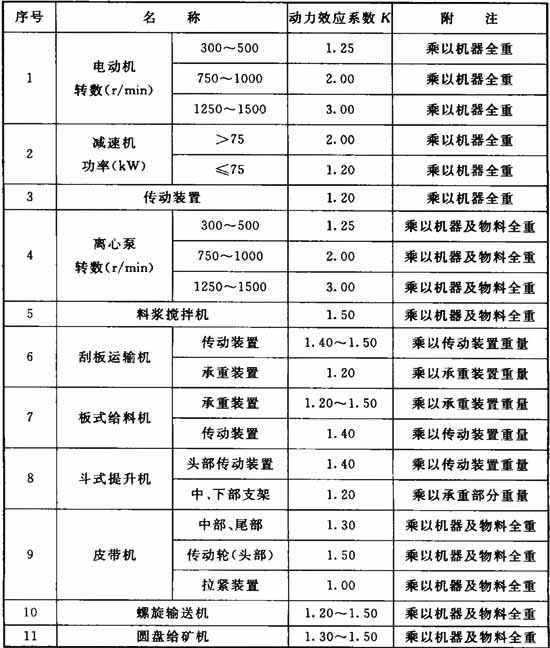 序号 名 称 动力效应系数 K 附 注
1 电动机 转数(r/min) 300～500 1.25 乘以机器全重
750～1000 2.00 乘以机器全重
1250～1500 3.00 乘以机器全重
2 减速机 功率(kW) ＞75 2.00 乘以机器全重
≤75 1.20 乘以机器全重
3 传动装置 1.20 乘以机器全重
4 离心泵 转数(r/min) 300～500 1.25 乘以机器及物料全重
750～1000 2.00 乘以机器及物料全重
1250～1500 3.00 乘以机器及物料全重
5 料浆搅拌机 1.50 乘以机器及物料全重
6 刮板运输机 传动装置 1.40～1.50 乘以传动装置重量
承重装置 1.20 乘以承重装置重量
7 板式给料机 承重装置 1.20～1.50 乘以承重装置重量
传动装置 1.40 乘以传动装置重量
8 斗式提升机 头部传动装置 1.40 乘以传动装置重量
中、下部支架 1.20 乘以承重部分重量
9 皮带机 中部、尾部 1.30 乘以机器及物料全重
传动轮(头部) 1.50 乘以机器及物料全重
拉紧装置 1.00 乘以机器及物料全重
10 螺旋输送机 1.20～1.50 乘以机器及物料全重
11 圆盘给矿机 1.30～1.50 乘以机器及物料全重